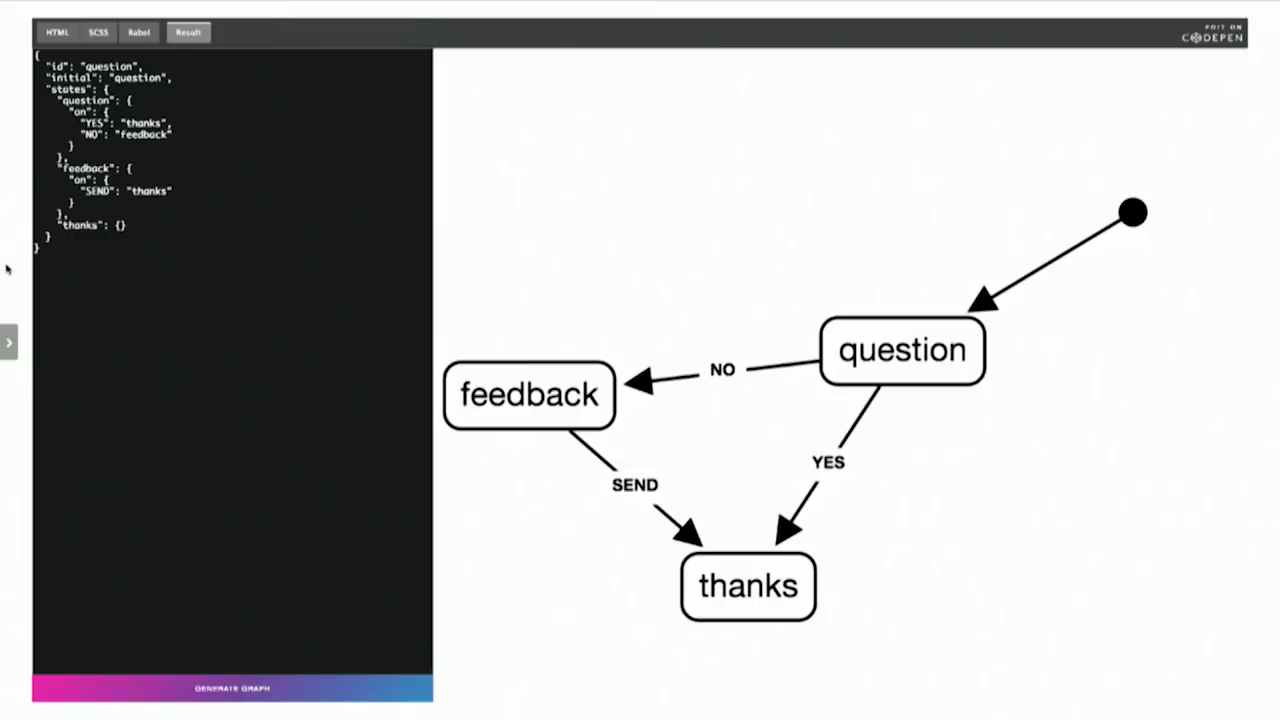 HTML SCSS Babel Result
EDIT ON
CODEPEN
{
"id": "question",
"initial": "question",
"states": {
"question": {
"on": {
"YES": "thanks",
"NO": "feedback"
}
},
"feedback": {
"on": {
"SEND": "thanks"
}
},
"thanks": {}
}
}
question
NO
feedback
YES
SEND
thanks
GENERATE GRAPH